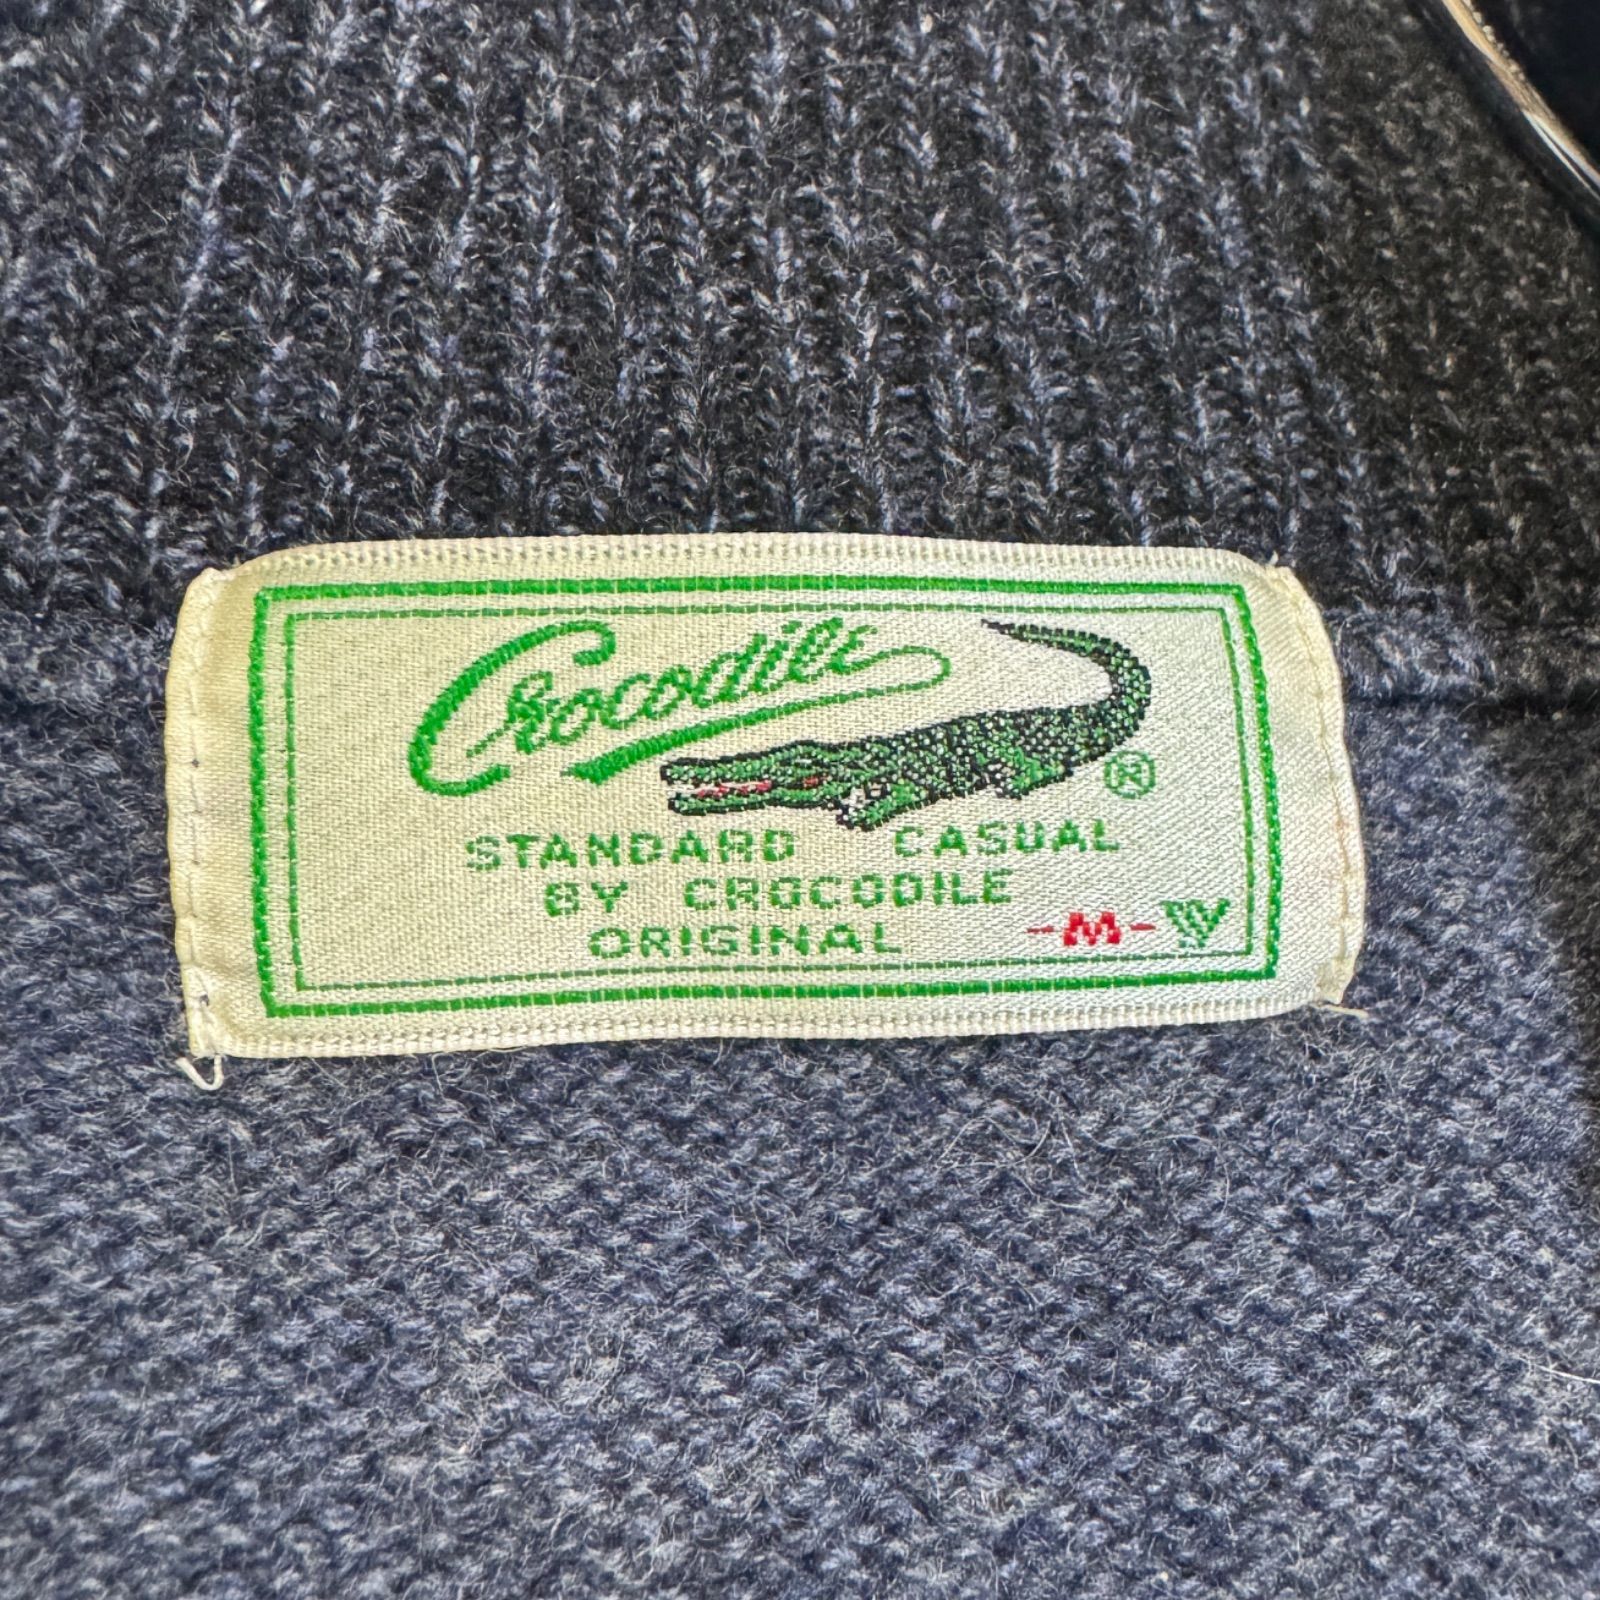 Crocodile ®
STANDARD CASUAL
BY CROCODILE
ORIGINAL -M-